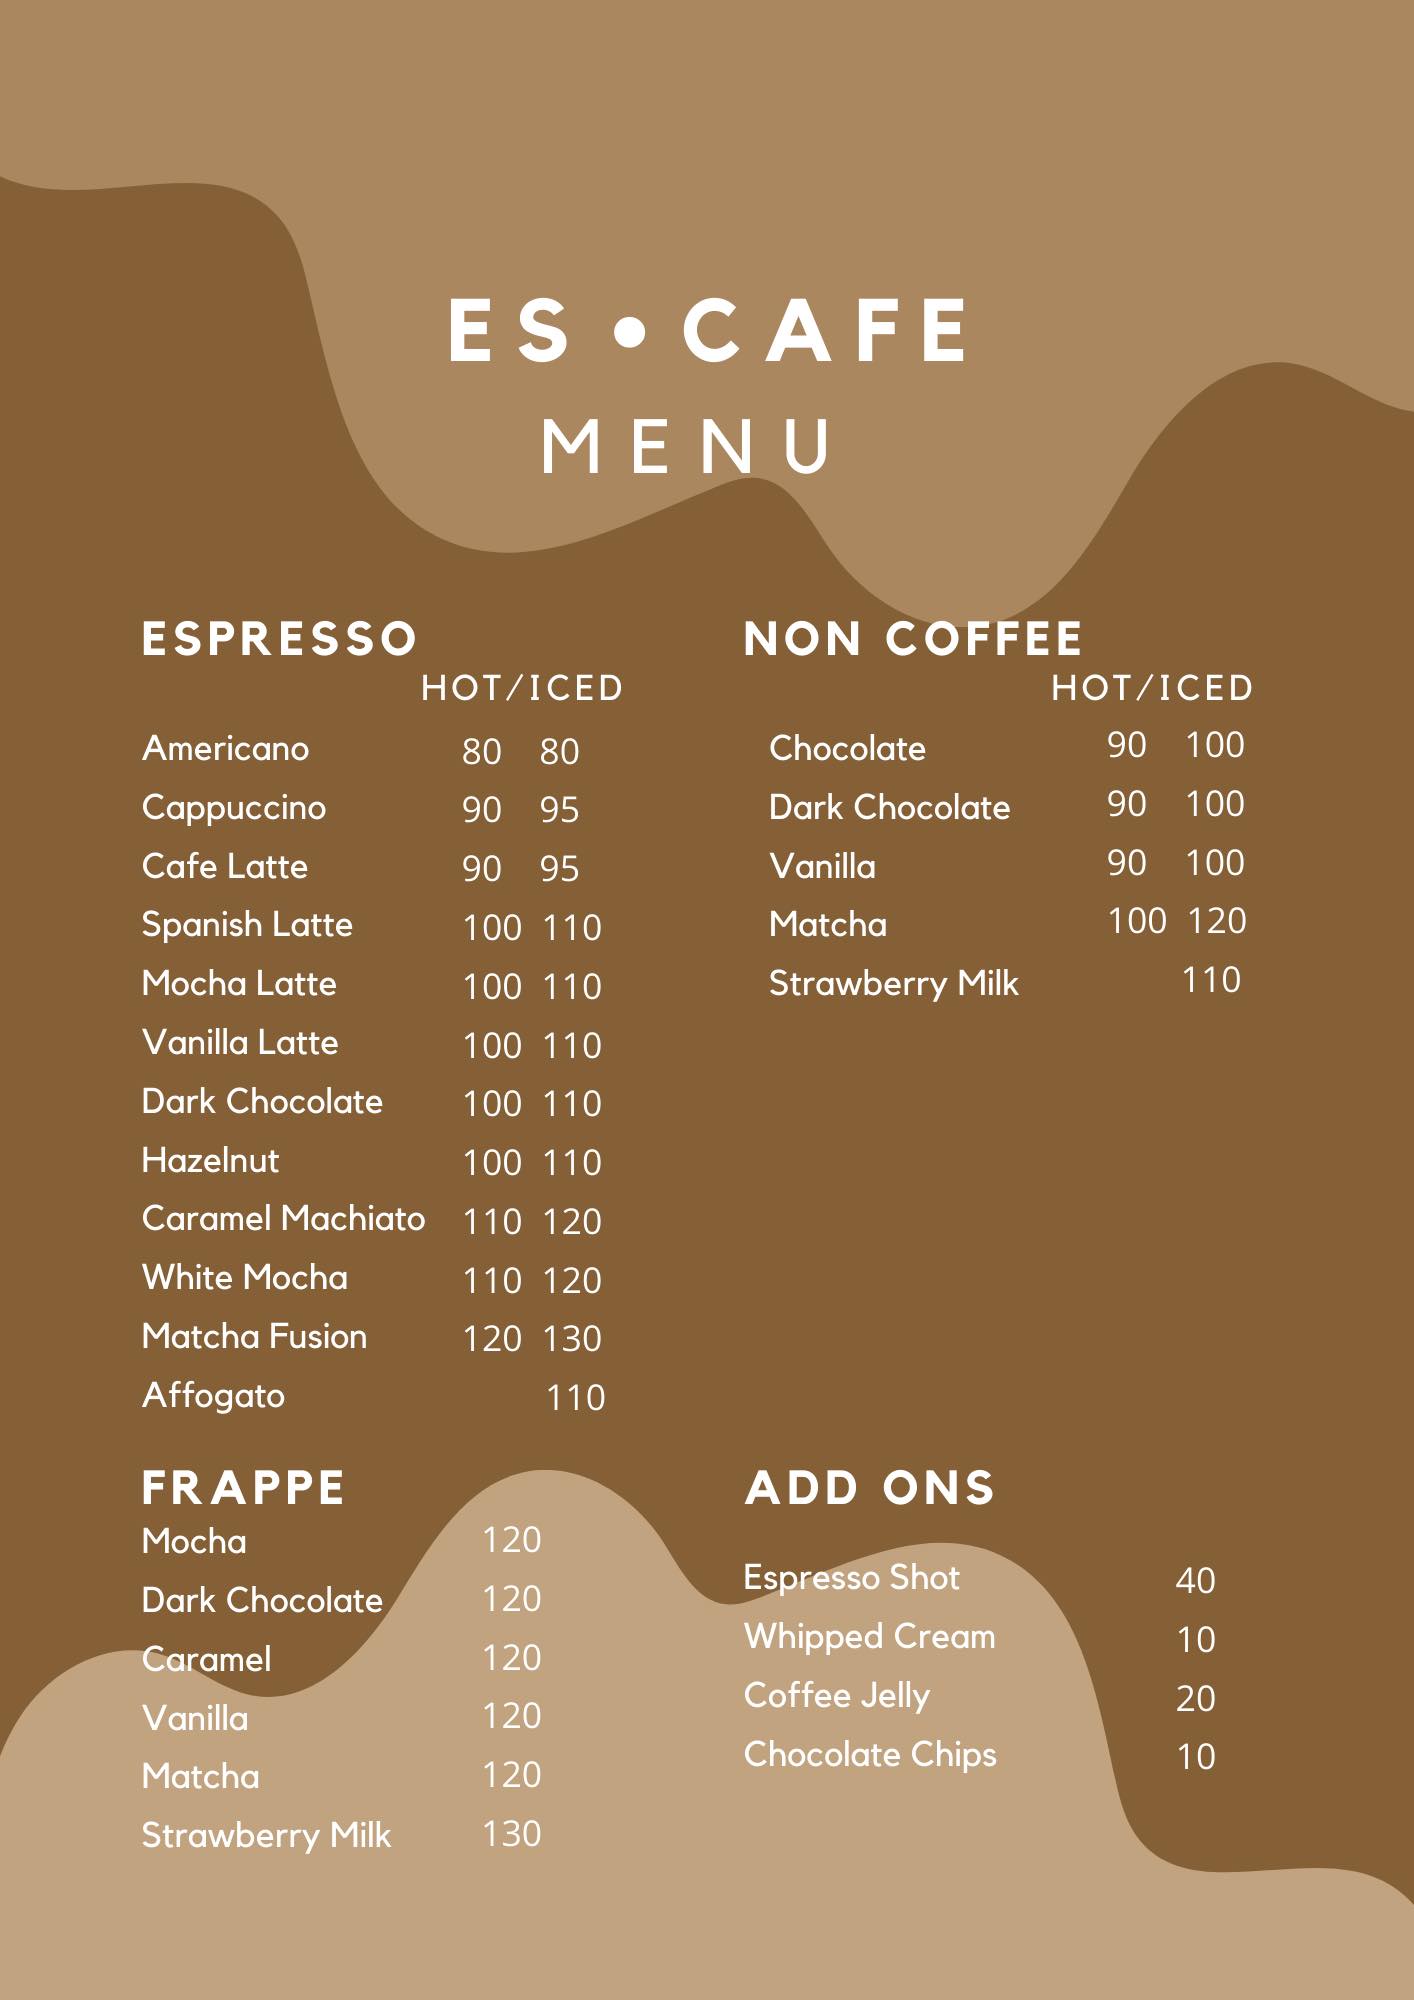 ES•CAFE
MENU
ESPRESSO
HOT/ICED
Americano 80 80
Cappuccino 90 95
Cafe Latte 90 95
Spanish Latte 100 110
Mocha Latte 100 110
Vanilla Latte 100 110
Dark Chocolate 100 110
Hazelnut 100 110
Caramel Machiato 110 120
White Mocha 110 120
Matcha Fusion 120 130
Affogato 110
NON COFFEE
HOT/ICED
Chocolate 90 100
Dark Chocolate 90 100
Vanilla 90 100
Matcha 100 120
Strawberry Milk 110
FRAPPE
Mocha 120
Dark Chocolate 120
Caramel 120
Vanilla 120
Matcha 120
Strawberry Milk 130
ADD ONS
Espresso Shot 40
Whipped Cream 10
Coffee Jelly 20
Chocolate Chips 10